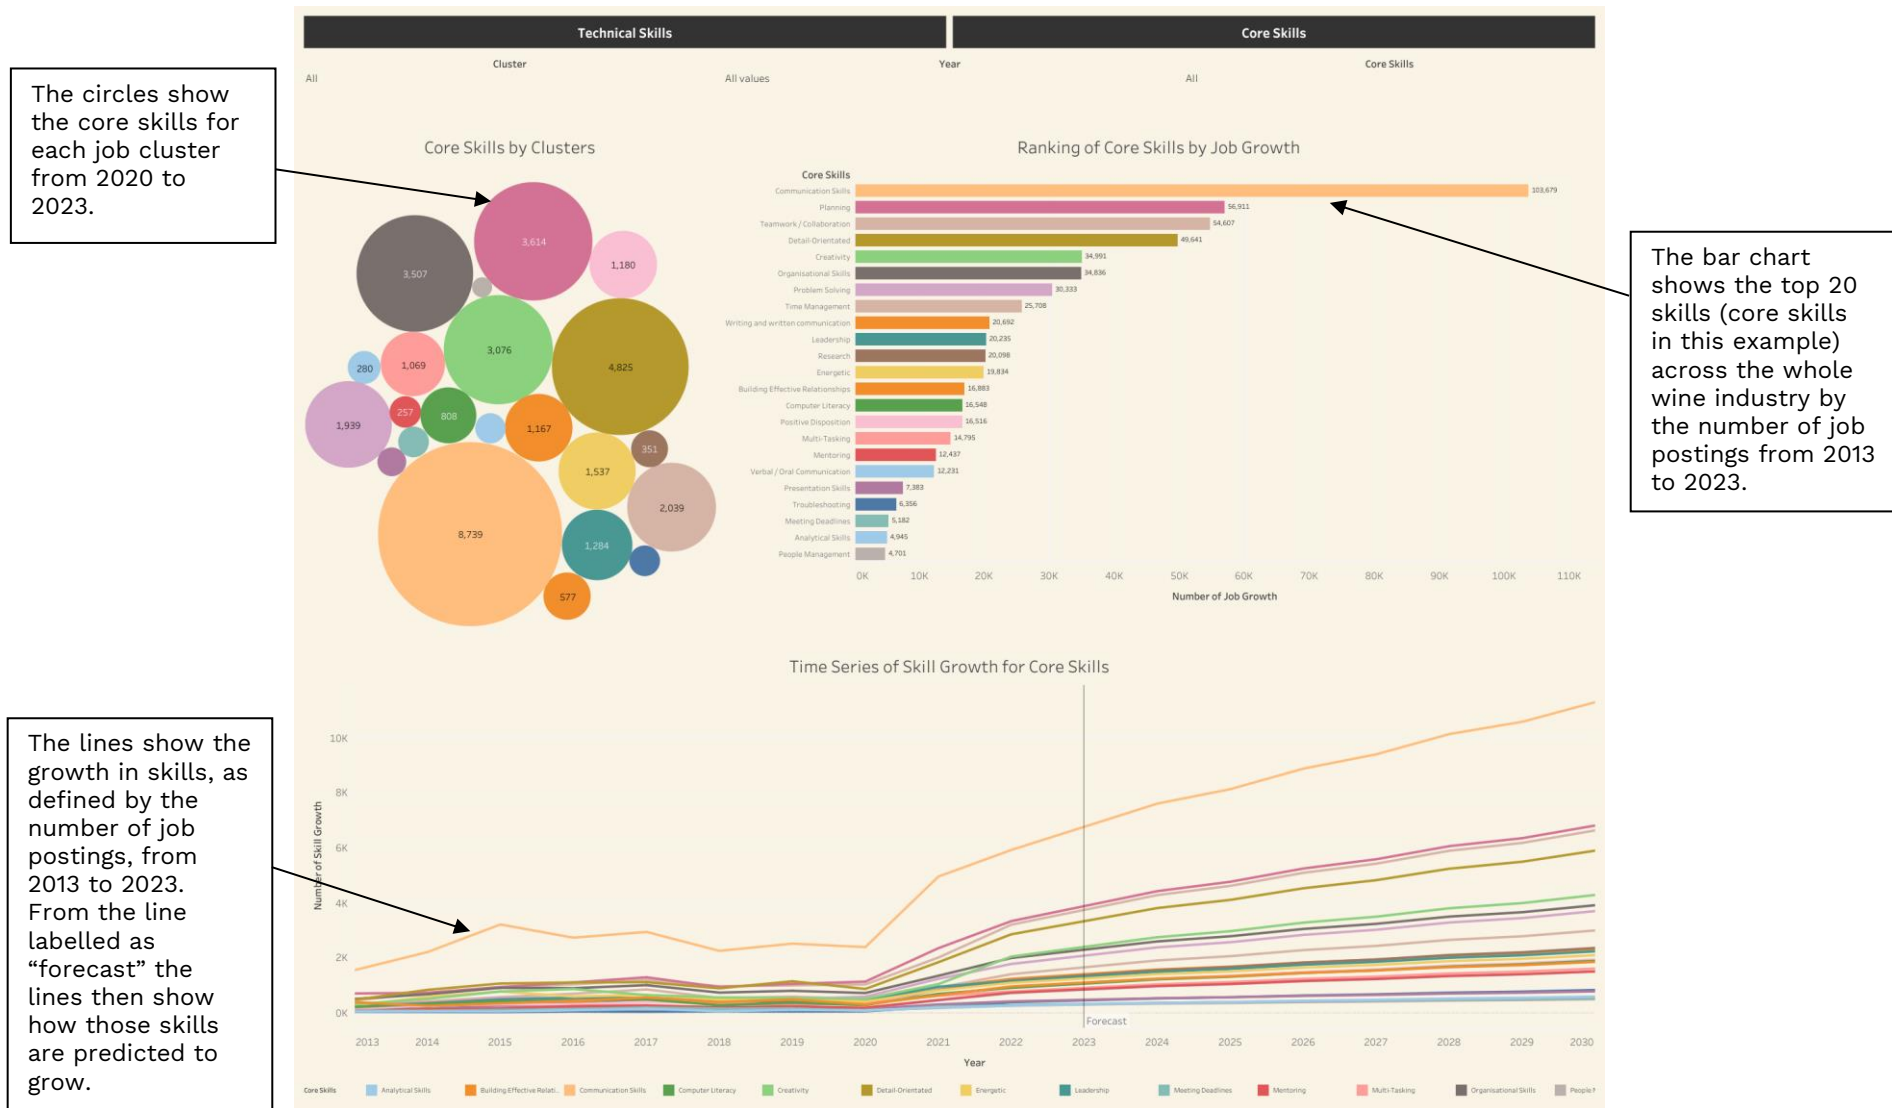 Technical Skills
Core Skills
Cluster
Year
Core Skills
All
All values
All
The circles show
the core skills for
each job cluster
from 2020 to
2023.
Core Skills by Clusters
3,614
3,507
1,180
3,076
4,825
280
1,069
257
808
1,939
1,167
351
1,537
2,039
8,739
1,284
577
Ranking of Core Skills by Job Growth
Core Skills
Communication Skills 103,679
Planning 56,911
Teamwork / Collaboration 54,607
Detail-Orientated 49,641
Creativity 34,991
Organisational Skills 34,836
Problem Solving 30,333
Time Management 25,708
Writing and written communication 20,692
Leadership 20,235
Research 20,098
Energetic 19,834
Building Effective Relationships 16,883
Computer Literacy 16,548
Positive Disposition 16,516
Multi-Tasking 14,795
Mentoring 12,437
Verbal / Oral Communication 12,231
Presentation Skills 7,383
Troubleshooting 6,356
Meeting Deadlines 5,182
Analytical Skills 4,945
People Management 4,701
0K 10K 20K 30K 40K 50K 60K 70K 80K 90K 100K 110K
Number of Job Growth
The bar chart
shows the top 20
skills (core skills
in this example)
across the whole
wine industry by
the number of job
postings from 2013
to 2023.
Time Series of Skill Growth for Core Skills
The lines show the
growth in skills, as
defined by the
number of job
postings, from
2013 to 2023.
From the line
labelled as
“forecast” the
lines then show
how those skills
are predicted to
grow.
Number of Skill Growth
10K
8K
6K
4K
2K
0K
Forecast
2013 2014 2015 2016 2017 2018 2019 2020 2021 2022 2023 2024 2025 2026 2027 2028 2029 2030
Year
Core Skills Analytical Skills Building Effective Relati.. Communication Skills Computer Literacy Creativity Detail-Orientated Energetic Leadership Meeting Deadlines Mentoring Multi-Tasking Organisational Skills People